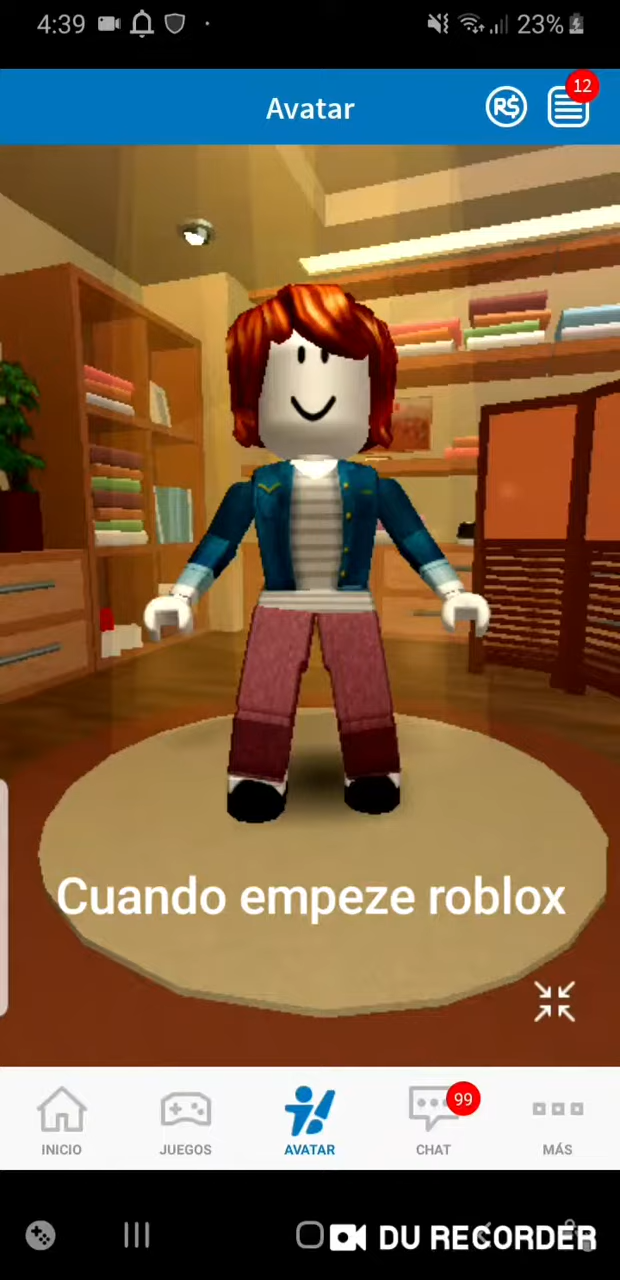 4:39
23%
Avatar
R$
12
Cuando empeze roblox
99
INICIO
JUEGOS
AVATAR
CHAT
MÁS
DU RECORDER